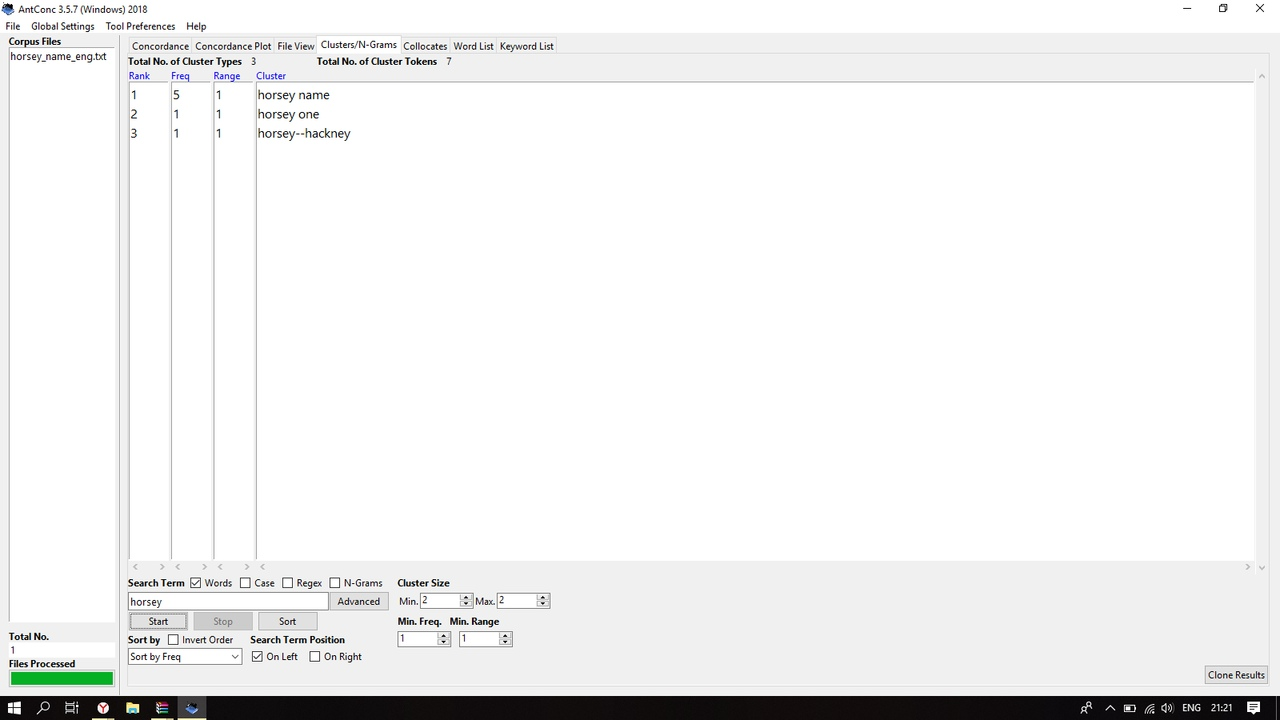 AntConc 3.5.7 (Windows) 2018
File Global Settings Tool Preferences Help
Corpus Files
horsey_name_eng.txt
Concordance Concordance Plot File View Clusters/N-Grams Collocates Word List Keyword List
Total No. of Cluster Types 3 Total No. of Cluster Tokens 7
Rank Freq Range Cluster
1 5 1 horsey name
2 1 1 horsey one
3 1 1 horsey--hackney
Search Term Words Case Regex N-Grams Cluster Size
horsey Advanced Min. 2 Max. 2
Start Stop Sort Min. Freq. Min. Range
Total No. Sort by Invert Order Search Term Position 1 1
1
Sort by Freq On Left On Right
Files Processed
Clone Results
ENG 21:21